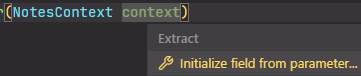 (NotesContext context)
Extract
Initialize field from parameter...